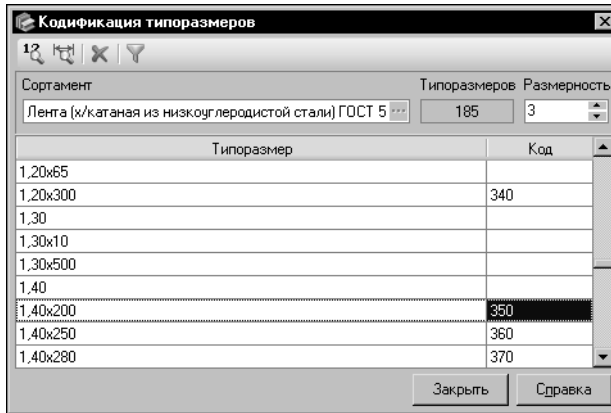 Кодификация типоразмеров
Сортамент Типоразмеров Размерность
Лента (х/катаная из низкоуглеродистой стали) ГОСТ 5 ... 185 3
Типоразмер Код
1,20x65
1,20x300 340
1,30
1,30x10
1,30x500
1,40
1,40x200 350
1,40x250 360
1,40x280 370
Закрыть Справка